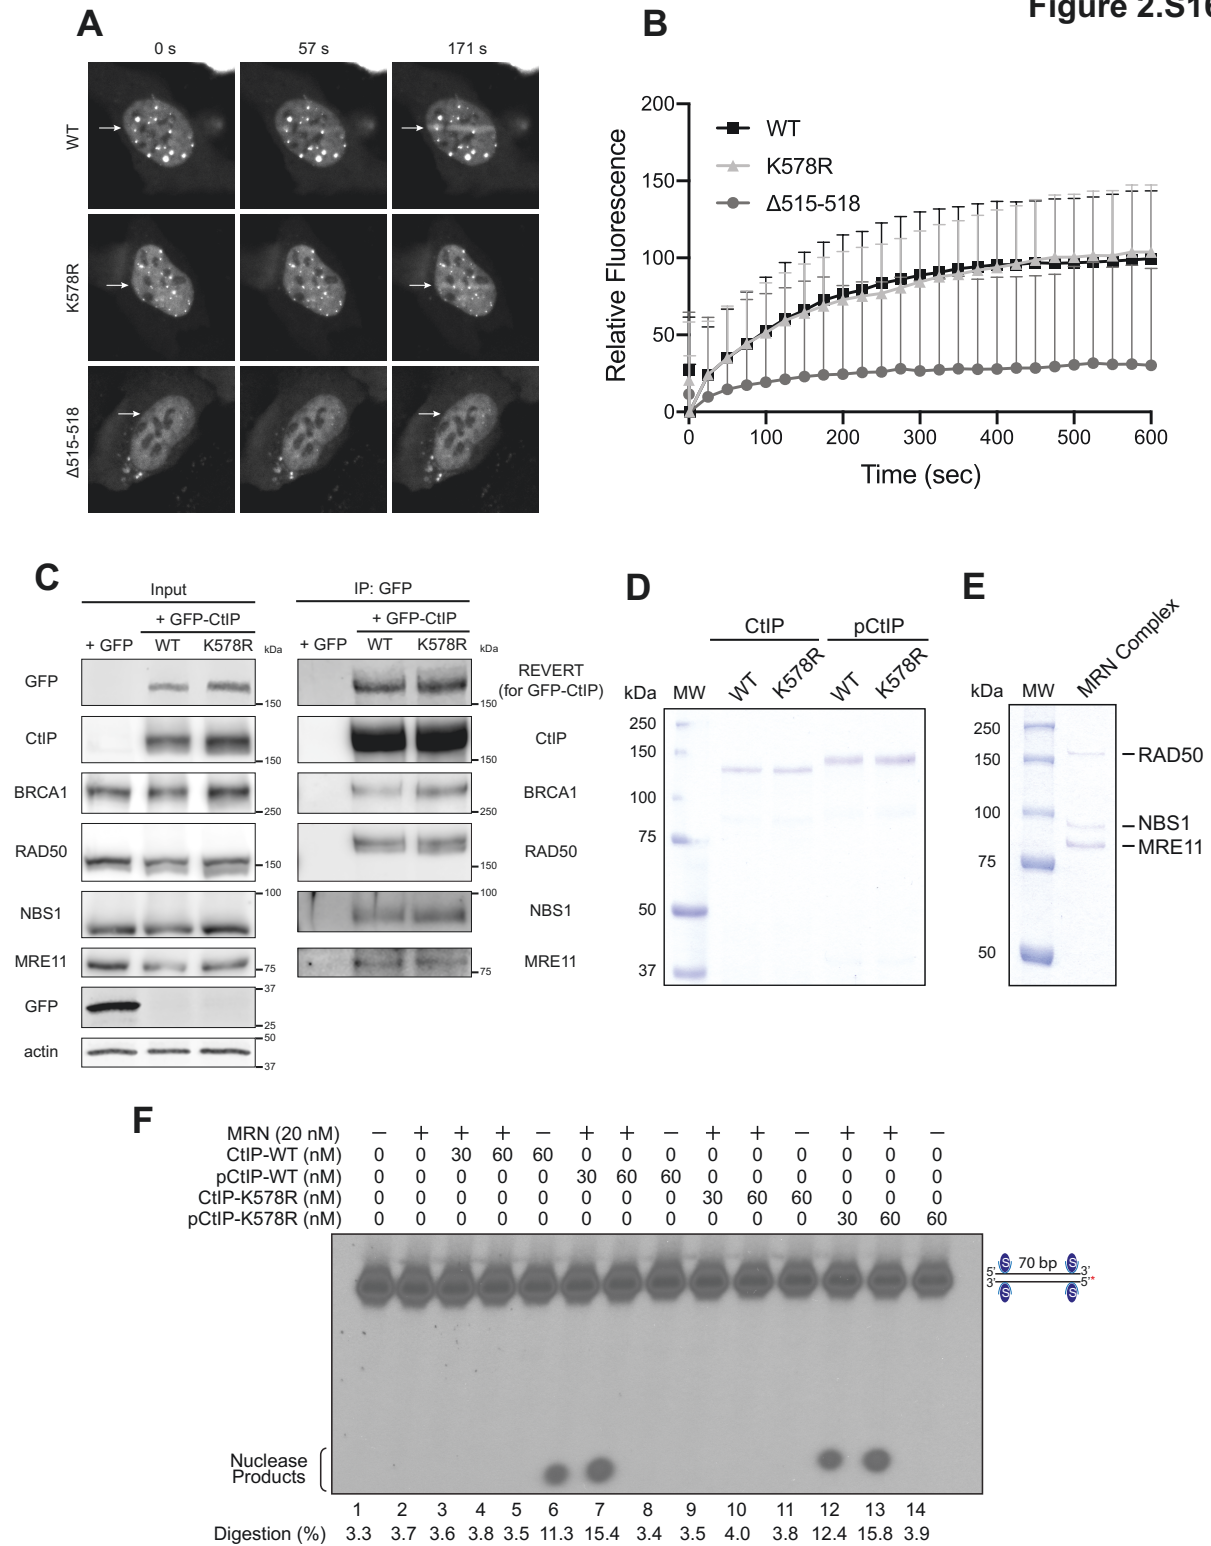 Figure 2.S16
A
0 s 57 s 171 s
WT
K578R
Δ515-518
B
200
150
100
50
0
Relative Fluorescence
WT
K578R
Δ515-518
0 100 200 300 400 500 600
Time (sec)
C
Input IP: GFP
+ GFP-CtIP + GFP-CtIP
+ GFP WT K578R kDa + GFP WT K578R kDa
GFP 150 150 REVERT
(for GFP-CtIP)
CtIP 150 150 CtIP
BRCA1 250 250 BRCA1
RAD50 150 150 RAD50
NBS1 100 100 NBS1
MRE11 75 75 MRE11
GFP 37
25
actin 50
37
D
CtIP pCtIP
kDa MW WT K578R WT K578R
250
150
100
75
50
37
E
kDa MW MRN Complex
250
150
100
75
50
RAD50
NBS1
MRE11
F
MRN (20 nM) − + + + − + + − + + − + + −
CtIP-WT (nM) 0 0 30 60 60 0 0 0 0 0 0 0 0 0
pCtIP-WT (nM) 0 0 0 0 0 30 60 60 0 0 0 0 0 0
CtIP-K578R (nM) 0 0 0 0 0 0 0 0 30 60 60 0 0 0
pCtIP-K578R (nM) 0 0 0 0 0 0 0 0 0 0 0 30 60 60
S 70 bp S
5' 3'
3' 5'*
S S
Nuclease
Products
1 2 3 4 5 6 7 8 9 10 11 12 13 14
Digestion (%) 3.3 3.7 3.6 3.8 3.5 11.3 15.4 3.4 3.5 4.0 3.8 12.4 15.8 3.9